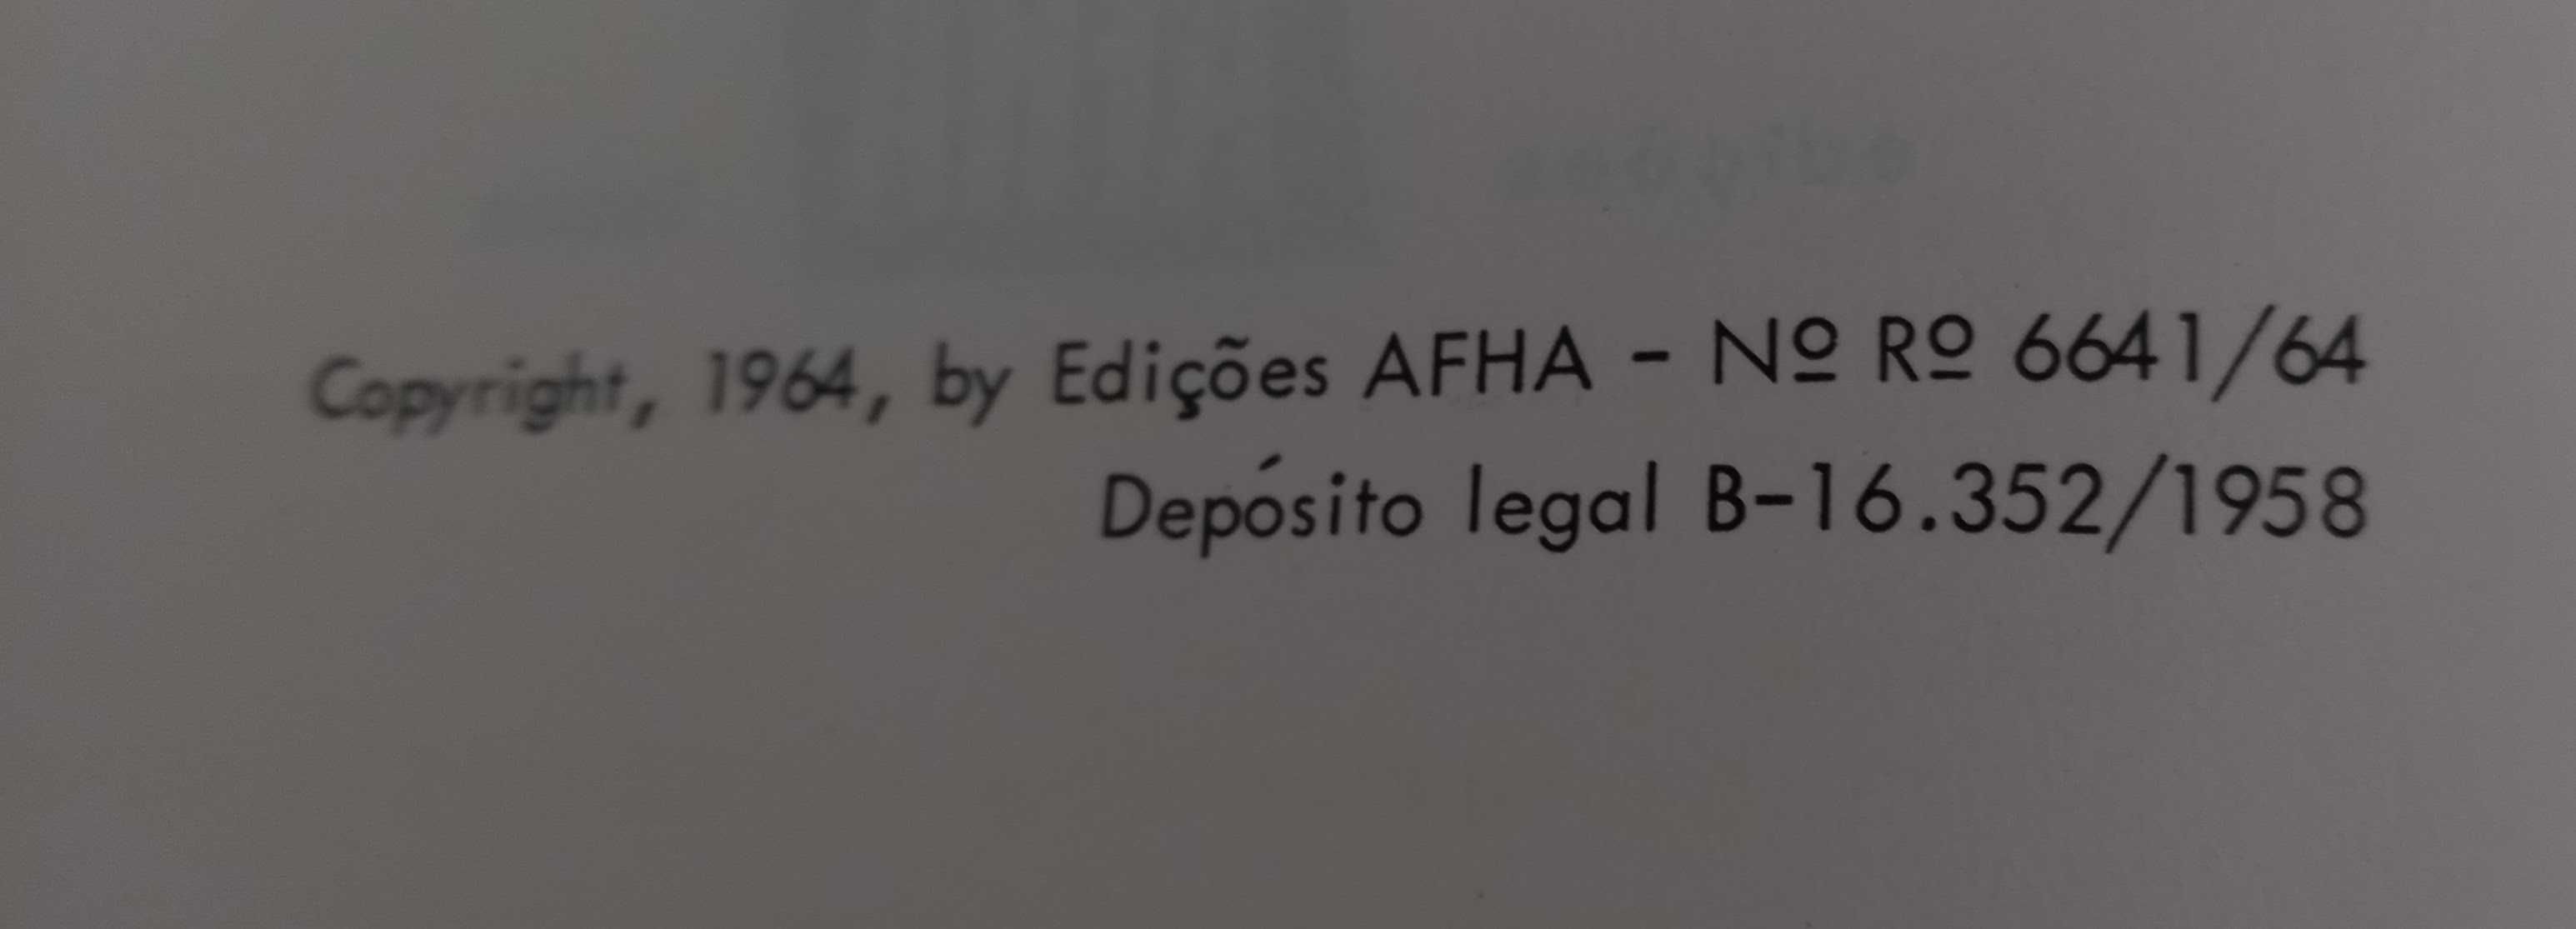 Copyright, 1964, by Edições AFHA - Nº Rº 6641/64
Depósito legal B-16.352/1958